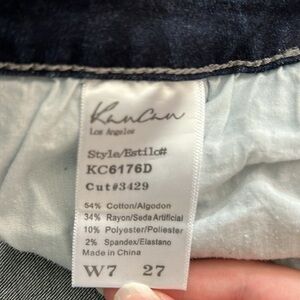 KanCan
Los Angeles
Style/Estilo#
KC6176D
Cut#3429
54% Cotton/Algodon
34% Rayon/Seda Artificial
10% Polyester/Poliester
2% Spandex/Elastano
Made in China
W7 27